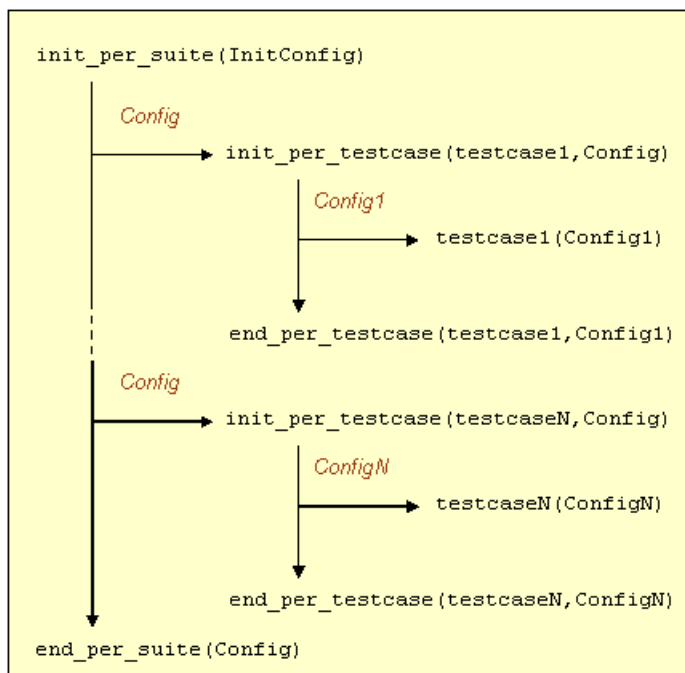 init_per_suite(InitConfig)
Config
init_per_testcase(testcase1,Config)
Config1
testcase1(Config1)
end_per_testcase(testcase1,Config1)
Config
init_per_testcase(testcaseN,Config)
ConfigN
testcaseN(ConfigN)
end_per_testcase(testcaseN,ConfigN)
end_per_suite(Config)